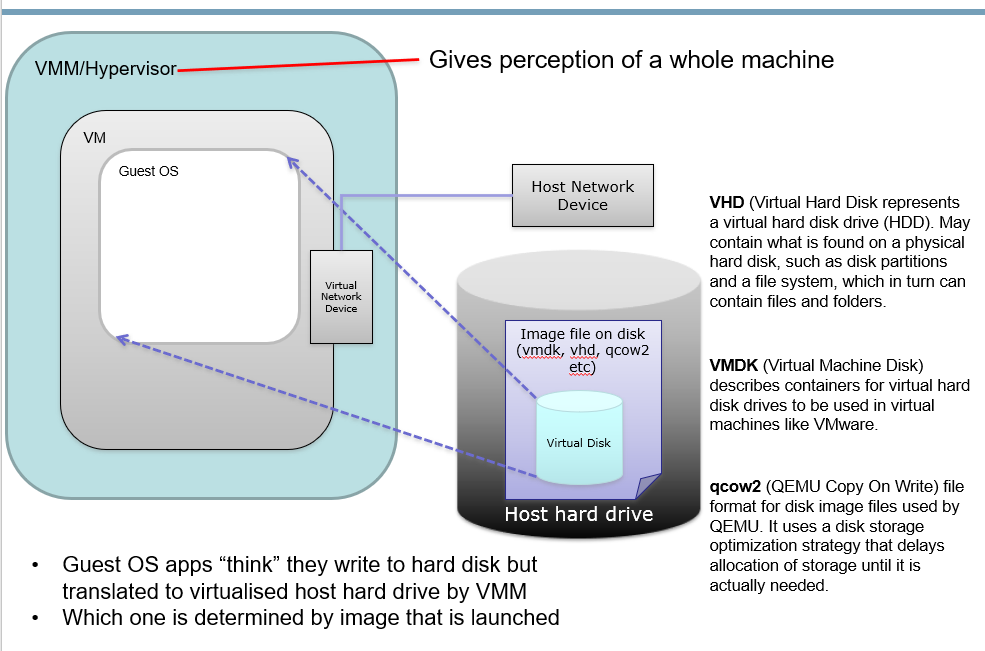 VMM/Hypervisor
Gives perception of a whole machine
VM
Guest OS
Virtual
Network
Device
Host Network
Device
Image file on disk
(vmdk, vhd, qcow2
etc)
Virtual Disk
Host hard drive
VHD (Virtual Hard Disk represents
a virtual hard disk drive (HDD). May
contain what is found on a physical
hard disk, such as disk partitions
and a file system, which in turn can
contain files and folders.
VMDK (Virtual Machine Disk)
describes containers for virtual hard
disk drives to be used in virtual
machines like VMware.
qcow2 (QEMU Copy On Write) file
format for disk image files used by
QEMU. It uses a disk storage
optimization strategy that delays
allocation of storage until it is
actually needed.
• Guest OS apps “think” they write to hard disk but
translated to virtualised host hard drive by VMM
• Which one is determined by image that is launched